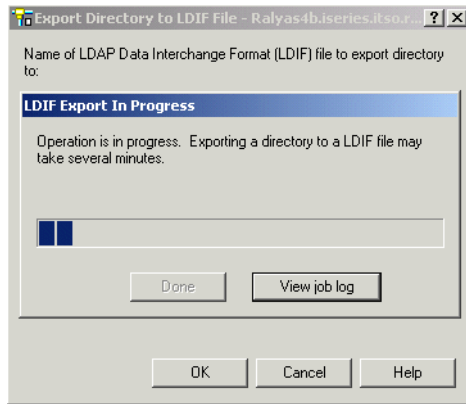 Export Directory to LDIF File - Ralyas4b.iseries.itso.r...
Name of LDAP Data Interchange Format (LDIF) file to export directory
to:
LDIF Export In Progress
Operation is in progress. Exporting a directory to a LDIF file may
take several minutes.
Done
View job log
OK
Cancel
Help